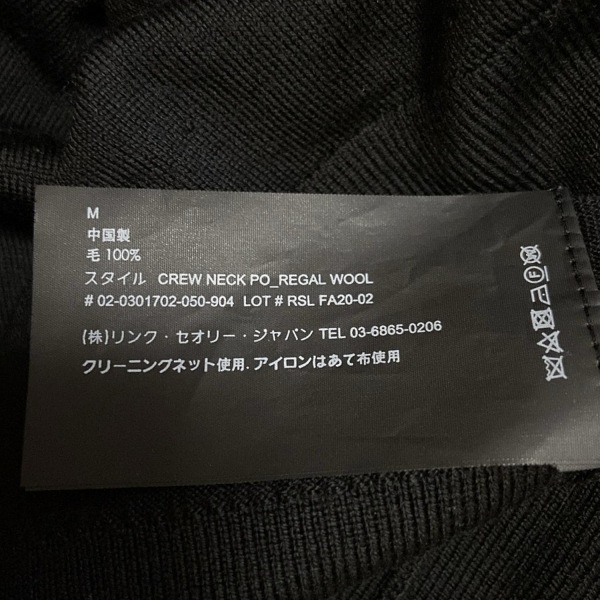 M
中国製
毛 100%
スタイル CREW NECK PO_REGAL WOOL
# 02-0301702-050-904 LOT # RSL FA20-02
(株)リンク・セオリー・ジャパン TEL 03-6865-0206
クリーニングネット使用. アイロンはあて布使用